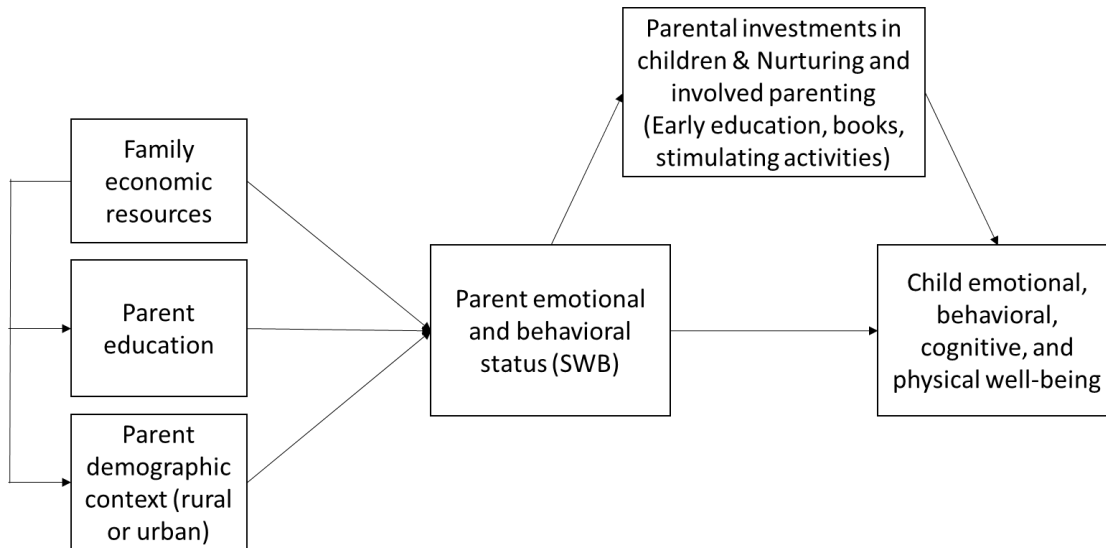 Family
economic
resources
Parent
education
Parent
demographic
context (rural
or urban)
Parent emotional
and behavioral
status (SWB)
Parental investments in
children & Nurturing and
involved parenting
(Early education, books,
stimulating activities)
Child emotional,
behavioral,
cognitive, and
physical well-being